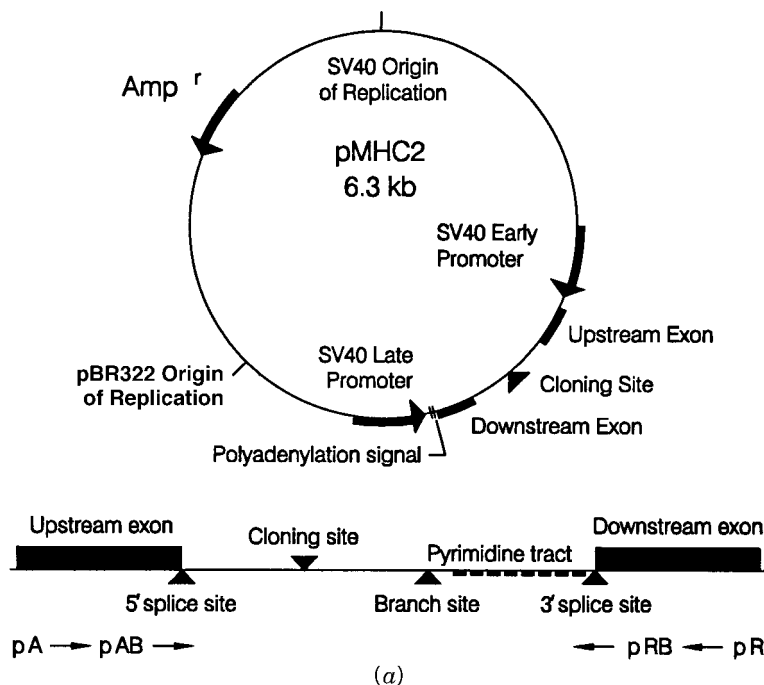 SV40 Origin
of Replication
Amp r
pMHC2
6.3 kb
SV40 Early
Promoter
Upstream Exon
SV40 Late
Promoter
pBR322 Origin
of Replication
Cloning Site
Downstream Exon
Polyadenylation signal
Upstream exon
Cloning site
Pyrimidine tract
Downstream exon
5' splice site
Branch site
3' splice site
pA pAB pRB pR
(a)